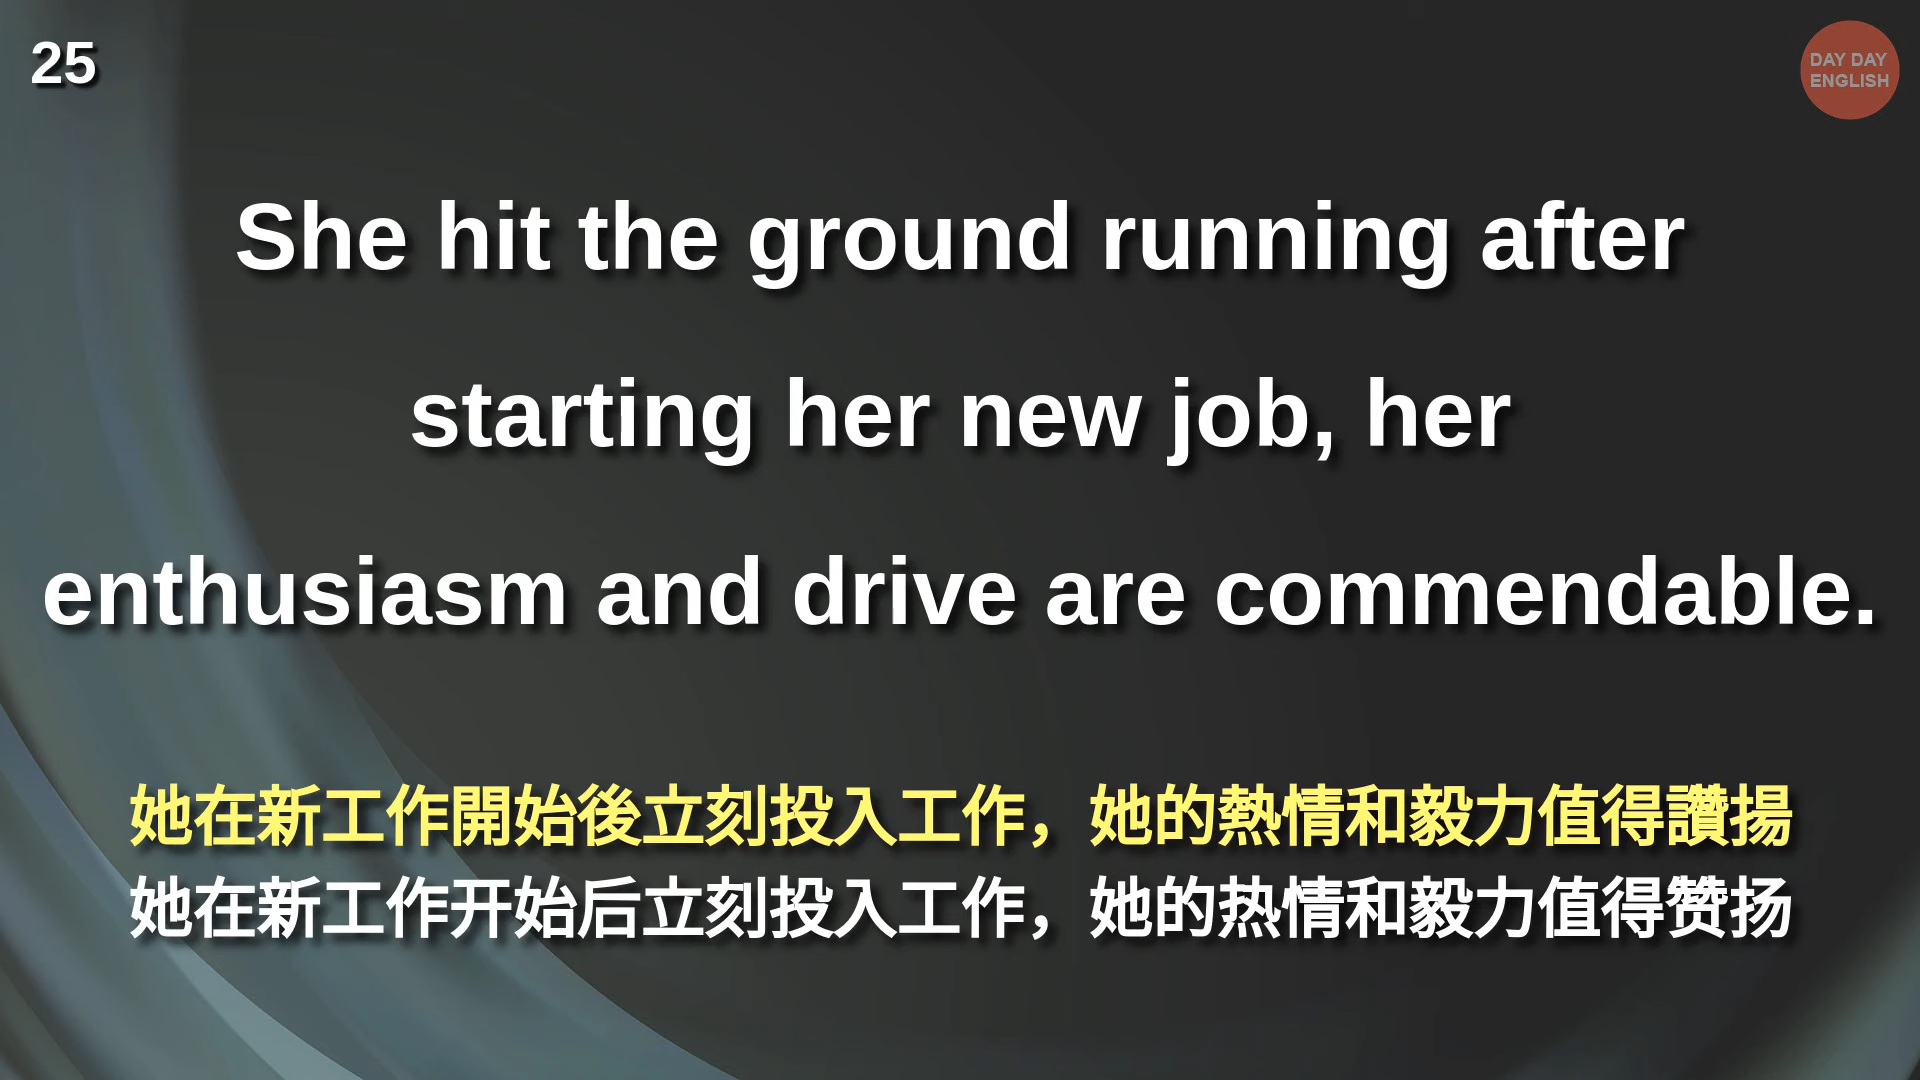 25
DAY DAY
ENGLISH
She hit the ground running after
starting her new job, her
enthusiasm and drive are commendable.
她在新工作開始後立刻投入工作，她的熱情和毅力值得讚揚
她在新工作开始后立刻投入工作，她的热情和毅力值得赞扬